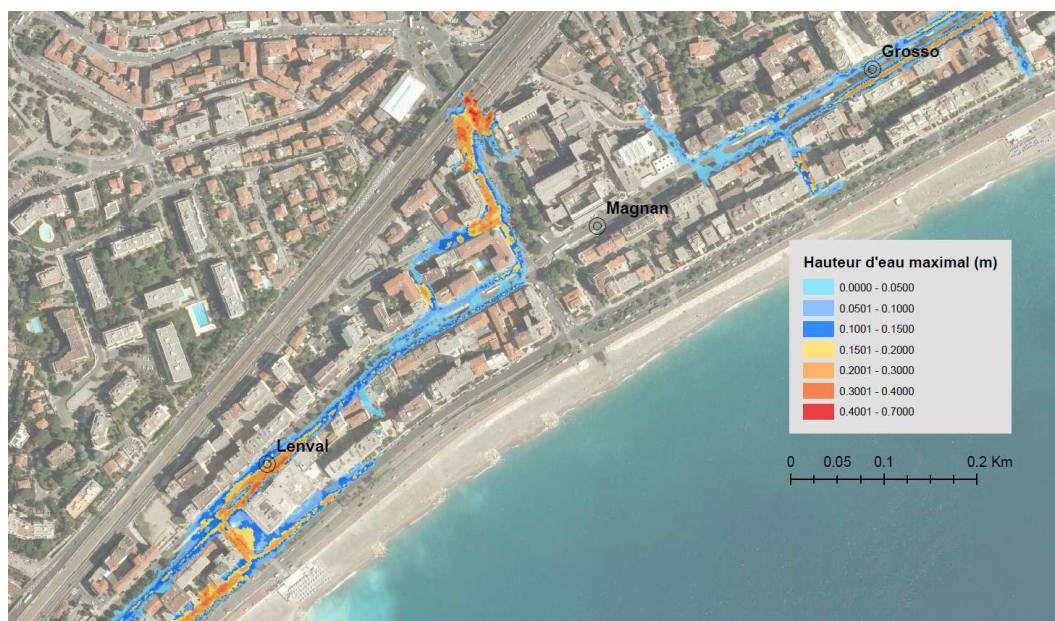 Grosso
Magnan
Lenval
Hauteur d'eau maximal (m)
0.0000 - 0.0500
0.0501 - 0.1000
0.1001 - 0.1500
0.1501 - 0.2000
0.2001 - 0.3000
0.3001 - 0.4000
0.4001 - 0.7000
0 0.05 0.1 0.2 Km